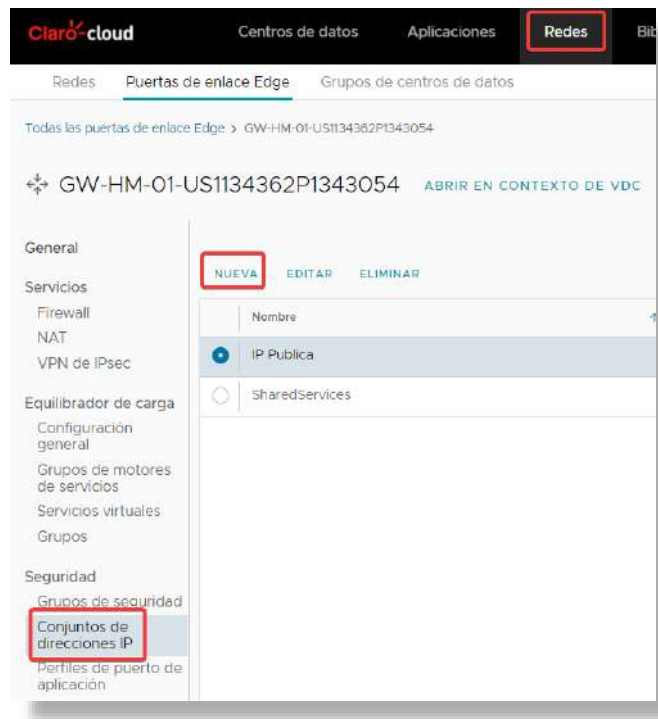 Claro-cloud Centros de datos Aplicaciones Redes Bib
Redes Puertas de enlace Edge Grupos de centros de datos
Todas las puertas de enlace Edge > GW-HM-01-US1134362P1343054
GW-HM-01-US1134362P1343054 ABRIR EN CONTEXTO DE VDC
General
Servicios
Firewall
NAT
VPN de IPsec
Equilibrador de carga
Configuración
general
Grupos de motores
de servicios
Servicios virtuales
Grupos
Seguridad
Grupos de seguridad
Conjuntos de
direcciones IP
Perfiles de puerto de
aplicación
NUEVA EDITAR ELIMINAR
Nombre
IP Publica
SharedServices